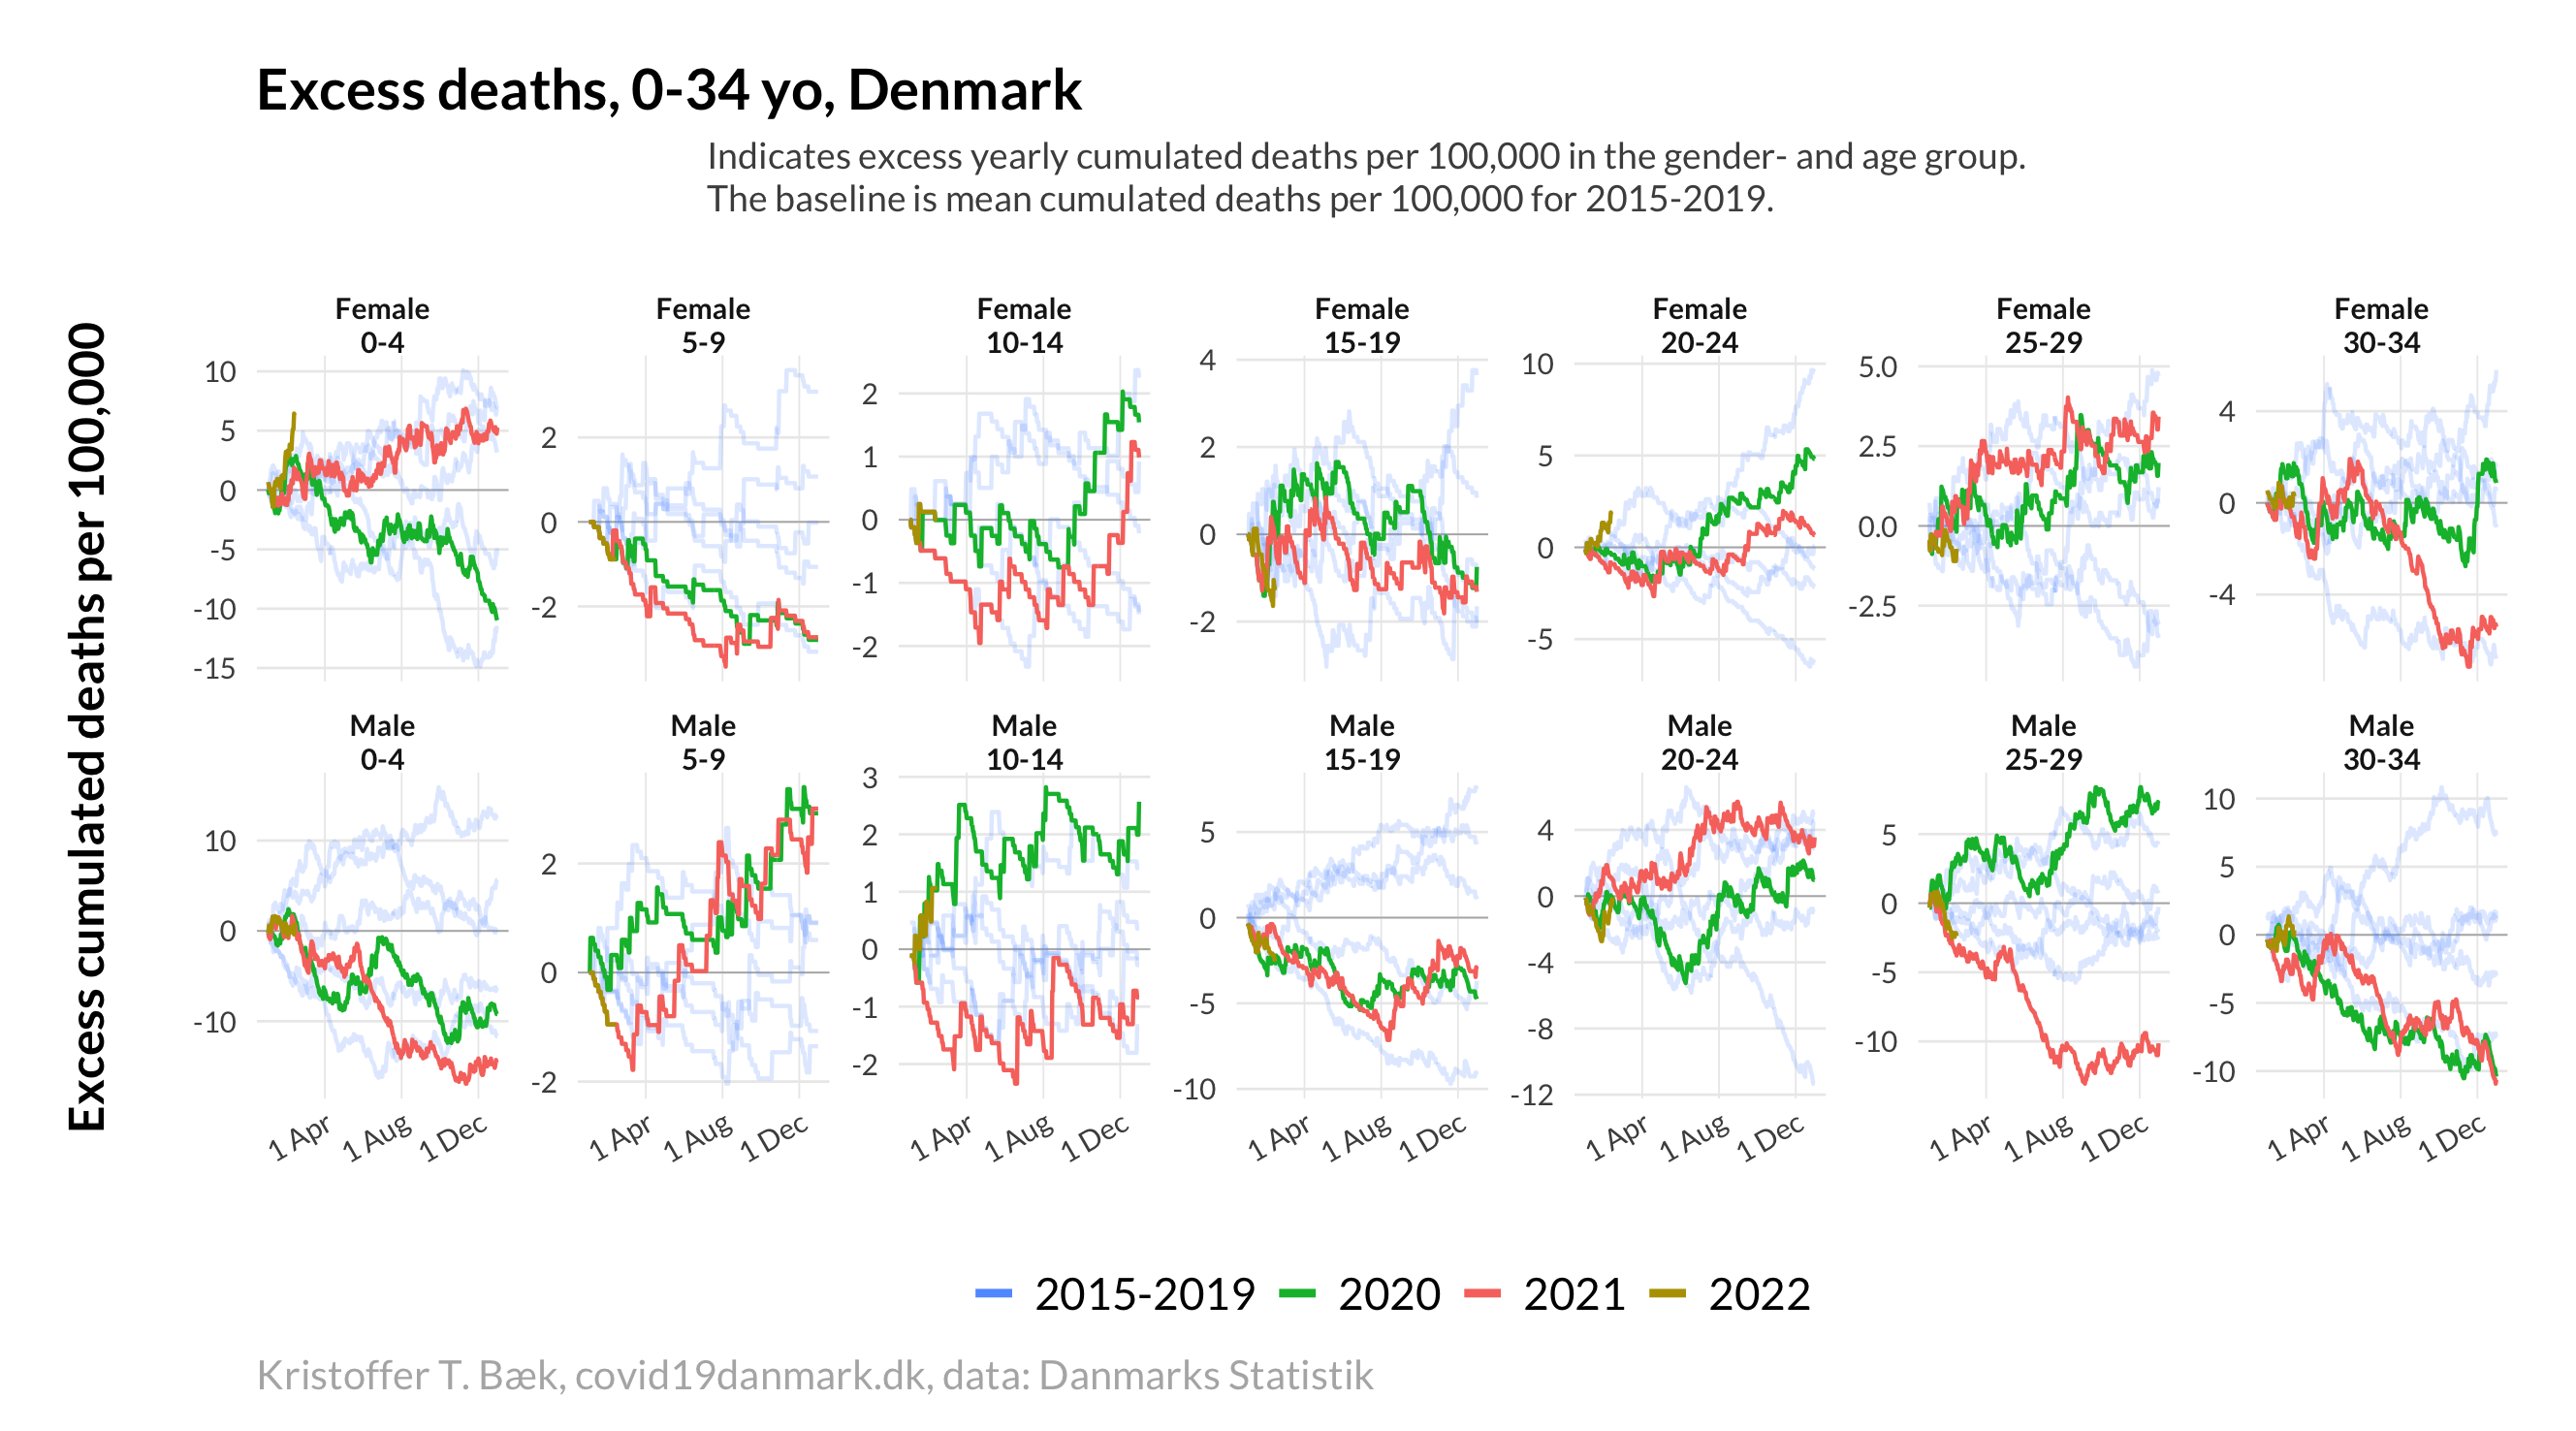 Excess deaths, 0-34 yo, Denmark
Indicates excess yearly cumulated deaths per 100,000 in the gender- and age group.
The baseline is mean cumulated deaths per 100,000 for 2015-2019.
Excess cumulated deaths per 100,000
Female
0-4
10
5
0
-5
-10
-15
Female
5-9
2
0
-2
Female
10-14
2
1
0
-1
-2
Female
15-19
4
2
0
-2
Female
20-24
10
5
0
-5
Female
25-29
5.0
2.5
0.0
-2.5
Female
30-34
4
0
-4
Male
0-4
10
0
-10
1 Apr
1 Aug
1 Dec
Male
5-9
2
0
-2
1 Apr
1 Aug
1 Dec
Male
10-14
3
2
1
0
-1
-2
1 Apr
1 Aug
1 Dec
Male
15-19
5
0
-5
-10
1 Apr
1 Aug
1 Dec
Male
20-24
4
0
-4
-8
-12
1 Apr
1 Aug
1 Dec
Male
25-29
5
0
-5
-10
1 Apr
1 Aug
1 Dec
Male
30-34
10
5
0
-5
-10
1 Apr
1 Aug
1 Dec
2015-2019 2020 2021 2022
Kristoffer T. Bæk, covid19danmark.dk, data: Danmarks Statistik